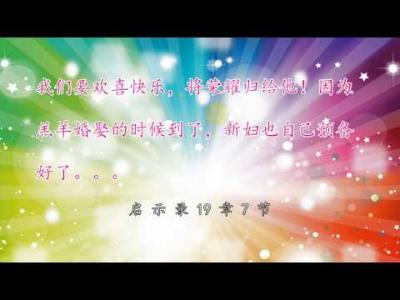 我们要欢喜快乐，将荣耀归给他！因为
羔羊婚娶的时候到了，新妇也自己预备
好了。。。
启示录19章7节